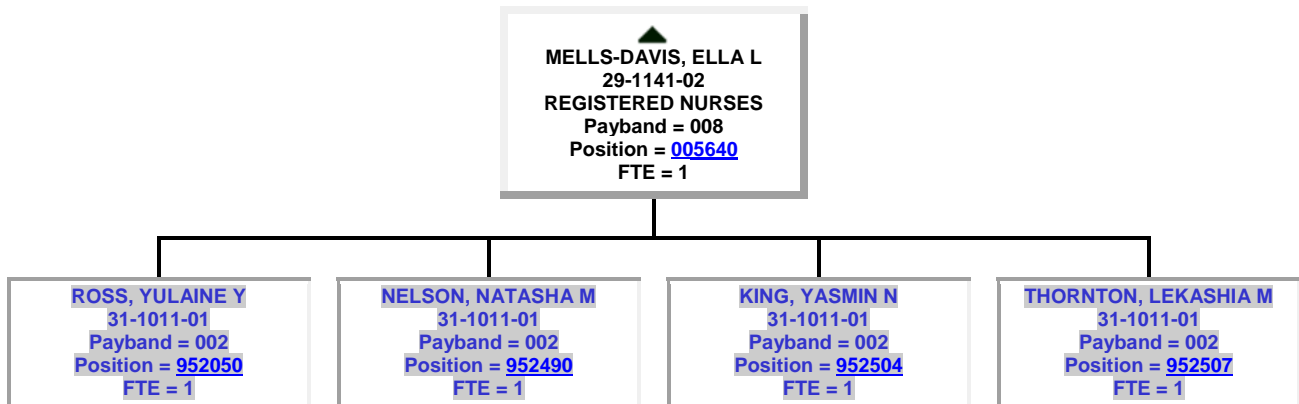 MELLS-DAVIS, ELLA L
29-1141-02
REGISTERED NURSES
Payband = 008
Position = 005640
FTE = 1
ROSS, YULAINE Y
31-1011-01
Payband = 002
Position = 952050
FTE = 1
NELSON, NATASHA M
31-1011-01
Payband = 002
Position = 952490
FTE = 1
KING, YASMIN N
31-1011-01
Payband = 002
Position = 952504
FTE = 1
THORNTON, LEKASHIA M
31-1011-01
Payband = 002
Position = 952507
FTE = 1